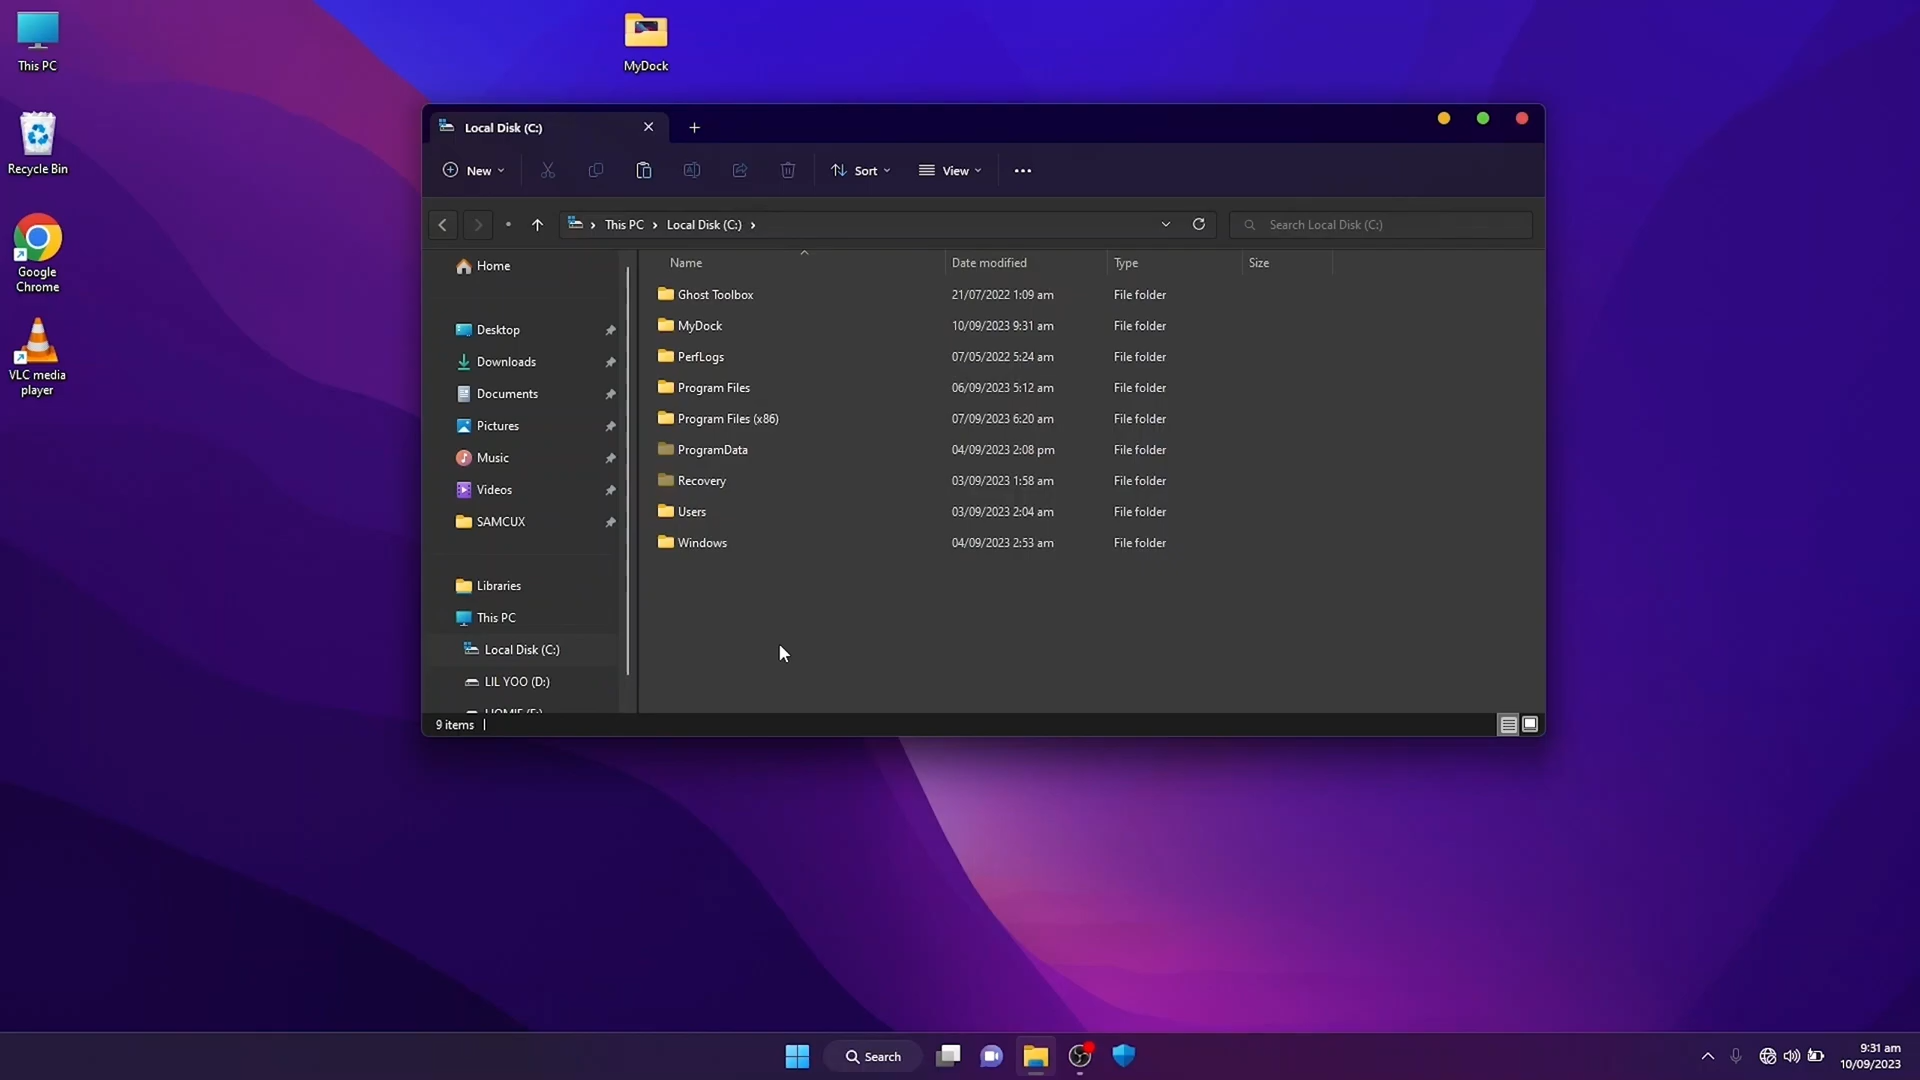 This PC
MyDock
Recycle Bin
Google
Chrome
VLC media
player
Local Disk (C:)
New
Sort
View
This PC
Local Disk (C:)
Search Local Disk (C:)
Name
Date modified
Type
Size
Ghost Toolbox 21/07/2022 1:09 am File folder
MyDock 10/09/2023 9:31 am File folder
PerfLogs 07/05/2022 5:24 am File folder
Program Files 06/09/2023 5:12 am File folder
Program Files (x86) 07/09/2023 6:20 am File folder
ProgramData 04/09/2023 2:08 pm File folder
Recovery 03/09/2023 1:58 am File folder
Users 03/09/2023 2:04 am File folder
Windows 04/09/2023 2:53 am File folder
Home
Desktop
Downloads
Documents
Pictures
Music
Videos
SAMCUX
Libraries
This PC
Local Disk (C:)
LIL YOO (D:)
9 items
Search
9:31 am
10/09/2023